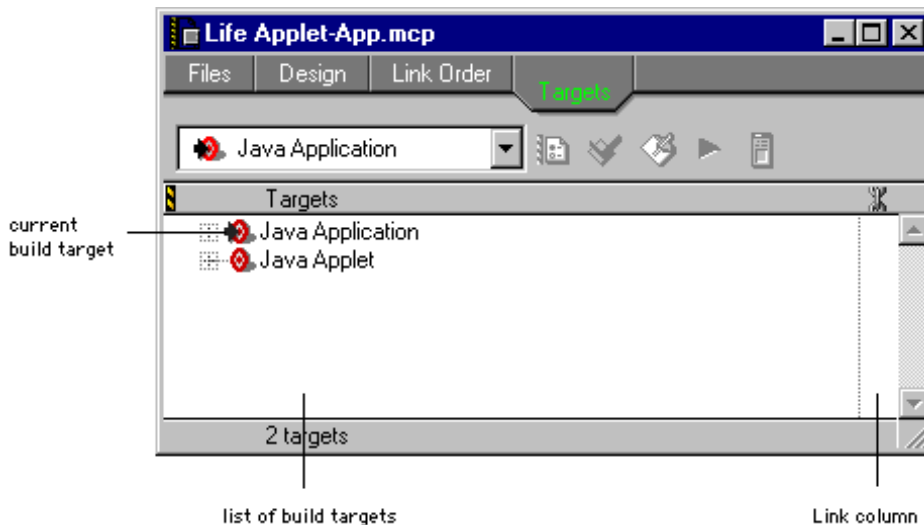 Life Applet-App.mcp
Files Design Link Order Targets
Java Application
Targets
current
build target
Java Application
Java Applet
2 targets
list of build targets
Link column